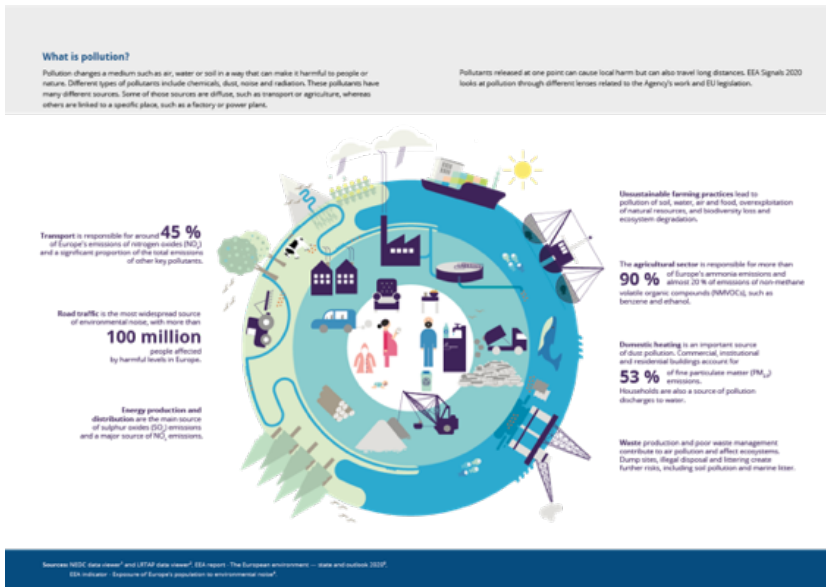 What is pollution?
Pollution changes a medium such as air, water or soil in a way that can make it harmful to people or
nature. Different types of pollutants include chemicals, dust, noise and radiation. These pollutants have
many different sources. Some of those sources are diffuse, such as transport or agriculture, whereas
others are linked to a specific place, such as a factory or power plant.
Pollutants released at one point can cause local harm but can also travel long distances. EEA Signals 2020
looks at pollution through different lenses related to the Agency's work and EU legislation.
Transport is responsible for around 45 %
of Europe's emissions of nitrogen oxides (NOx)
and a significant proportion of the total emissions
of other key pollutants.
Road traffic is the most widespread source
of environmental noise, with more than
100 million
people affected
by harmful levels in Europe.
Energy production and
distribution are the main source
of sulphur oxides (SOx) emissions
and a major source of NOx emissions.
Unsustainable farming practices lead to
pollution of soil, water, air and food, overexploitation
of natural resources, and biodiversity loss and
ecosystem degradation.
The agricultural sector is responsible for more than
90 % of Europe's ammonia emissions and
almost 20 % of emissions of non-methane
volatile organic compounds (NMVOCs), such as
benzene and ethanol.
Domestic heating is an important source
of dust pollution. Commercial, institutional
and residential buildings account for
53 % of fine particulate matter (PM2.5)
emissions.
Households are also a source of pollution
discharges to water.
Waste production and poor waste management
contribute to air pollution and affect ecosystems.
Dump sites, illegal disposal and littering create
further risks, including soil pollution and marine litter.
Sources: NEDC data viewer¹ and LRTAP data viewer², EEA report - The European environment — state and outlook 2020³,
EEA indicator - Exposure of Europe's population to environmental noise⁴.